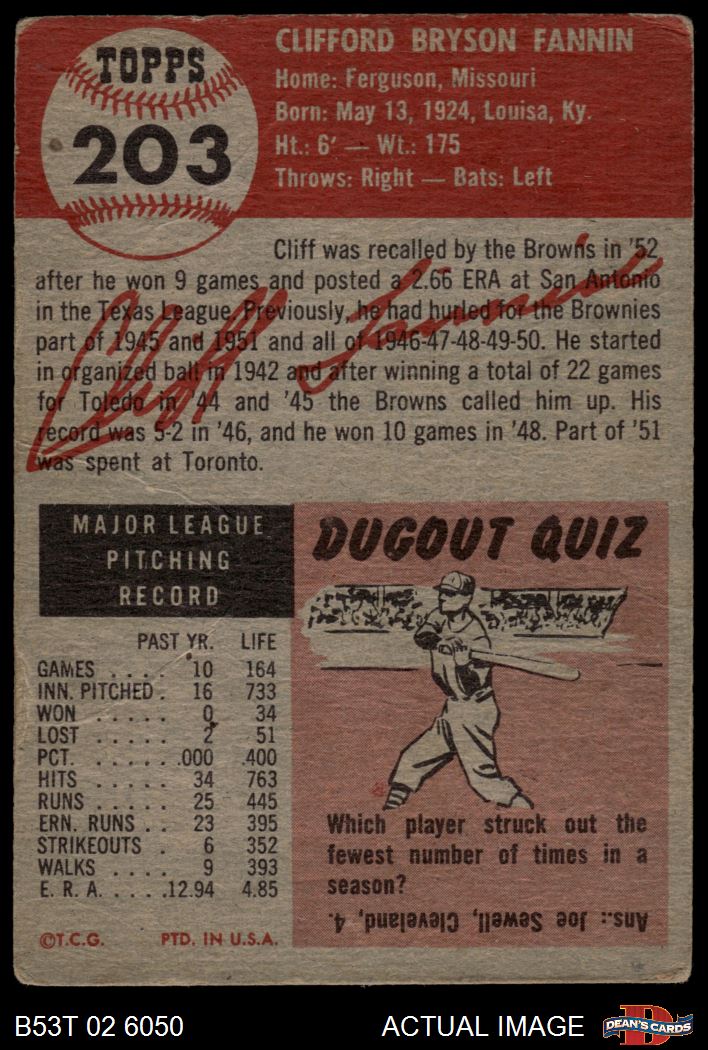 TOPPS
203
CLIFFORD BRYSON FANNIN
Home: Ferguson, Missouri
Born: May 13, 1924, Louisa, Ky.
Ht.: 6' — Wt.: 175
Throws: Right — Bats: Left
Cliff was recalled by the Browns in '52
after he won 9 games and posted a 2.66 ERA at San Antonio
in the Texas League. Previously, he had hurled for the Brownies
part of 1945 and 1951 and all of 1946-47-48-49-50. He started
in organized ball in 1942 and after winning a total of 22 games
for Toledo in '44 and '45 the Browns called him up. His
record was 5-2 in '46, and he won 10 games in '48. Part of '51
was spent at Toronto.
Cliff Fannin
MAJOR LEAGUE
PITCHING
RECORD
PAST YR. LIFE
GAMES . . . . 10 164
INN. PITCHED . 16 733
WON . . . . . 0 34
LOST . . . . . 2 51
PCT. . . . . . .000 .400
HITS . . . . . 34 763
RUNS . . . . . 25 445
ERN. RUNS . . 23 395
STRIKEOUTS . 6 352
WALKS . . . . 9 393
E. R. A. . . . .12.94 4.85
©T.C.G. PTD. IN U.S.A.
DUGOUT QUIZ
Which player struck out the
fewest number of times in a
season?
Ans.: Joe Sewell, Cleveland, 4.
B53T 02 6050
ACTUAL IMAGE
D
DEAN'S CARDS